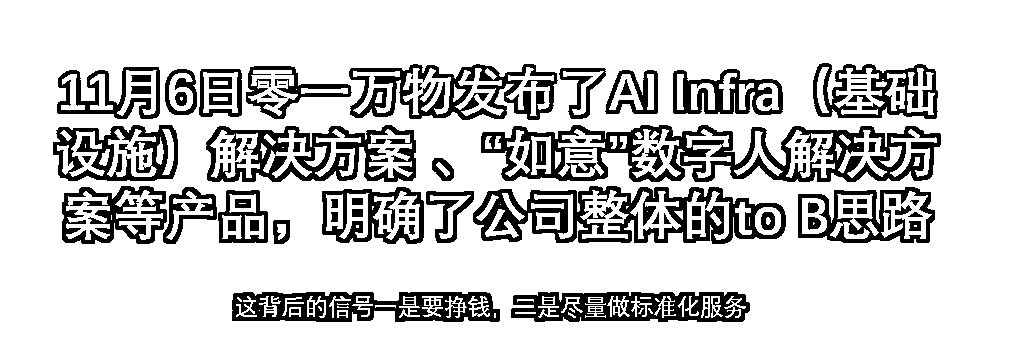 11月6日零一万物发布了AI Infra（基础
设施）解决方案 、“如意”数字人解决方
案等产品，明确了公司整体的to B思路
这背后的信号一是要挣钱，二是尽量做标准化服务